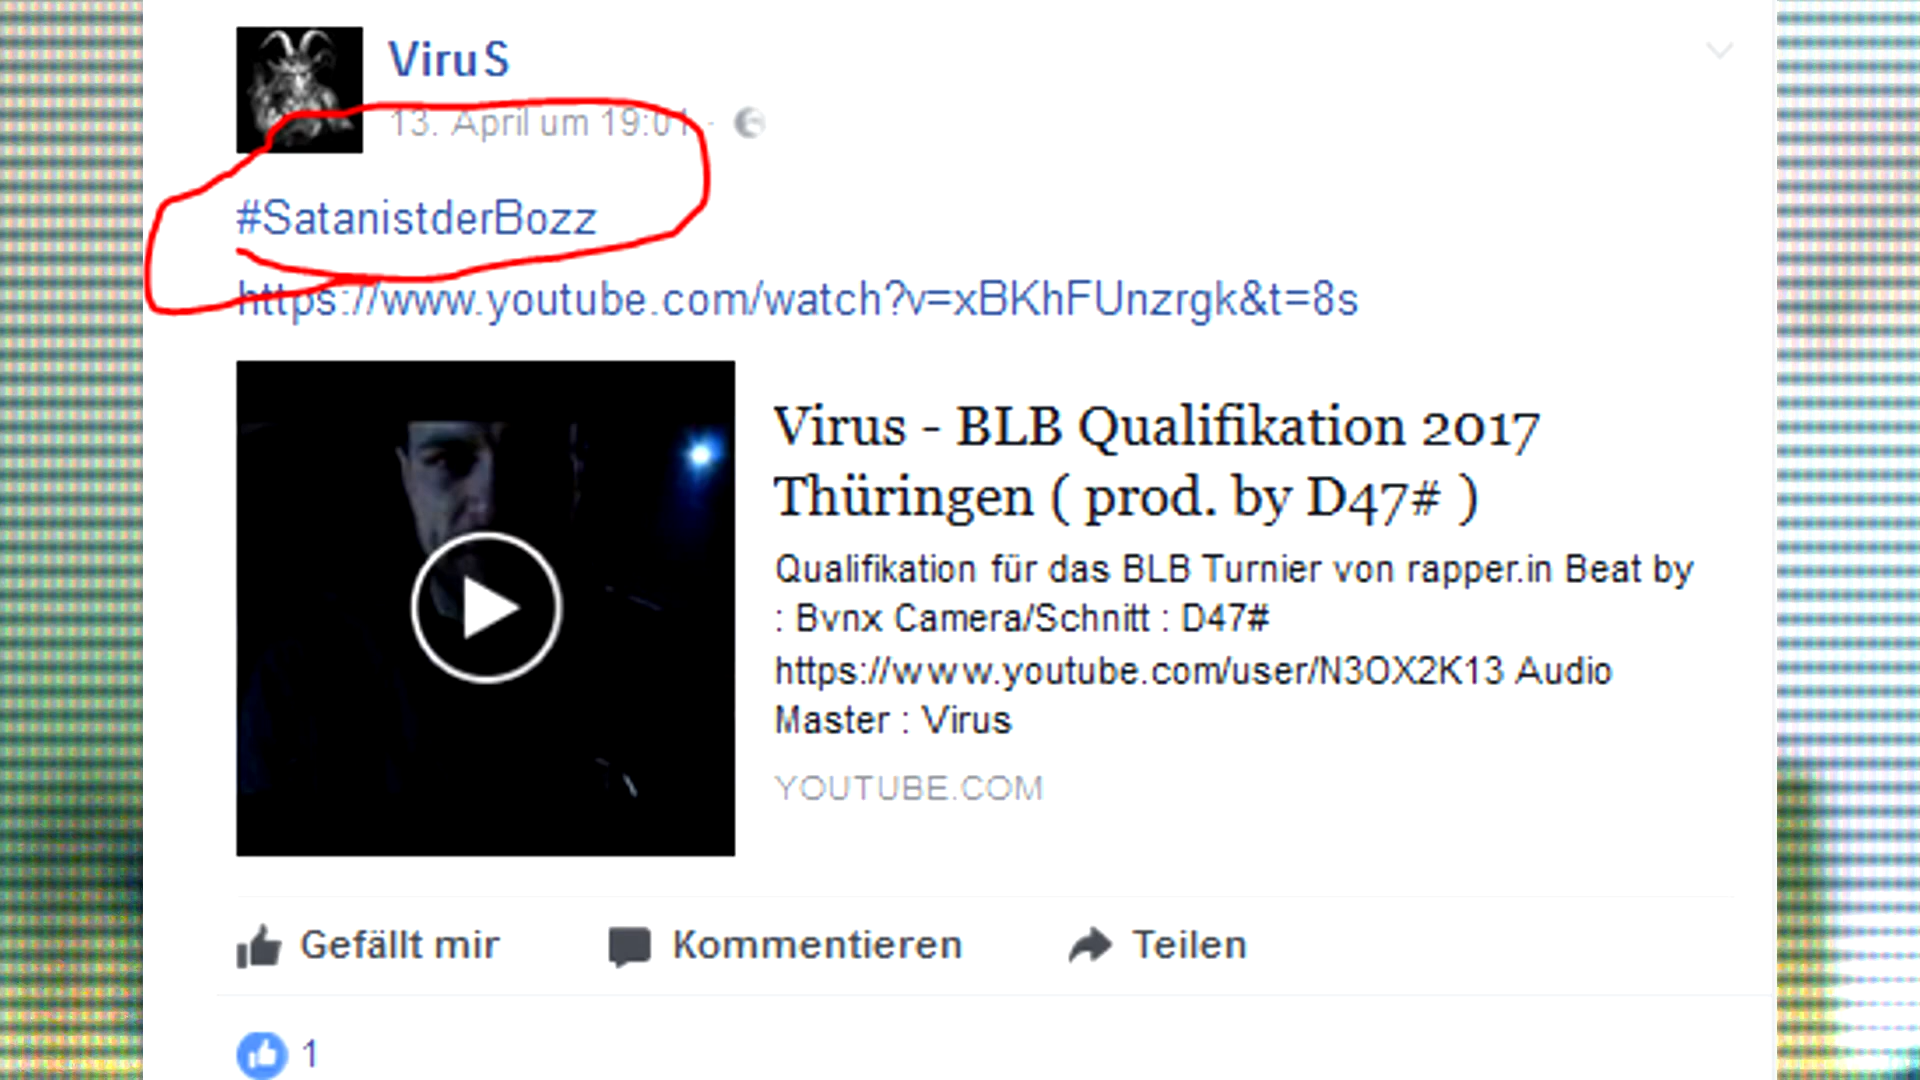 ViruS
13. April um 19:01 ·
#SatanistderBozz
https://www.youtube.com/watch?v=xBKhFUnzrgk&t=8s
Virus - BLB Qualifikation 2017
Thüringen ( prod. by D47# )
Qualifikation für das BLB Turnier von rapper.in Beat by
: Bvnx Camera/Schnitt : D47#
https://www.youtube.com/user/N3OX2K13 Audio
Master : Virus
YOUTUBE.COM
Gefällt mir Kommentieren Teilen
1